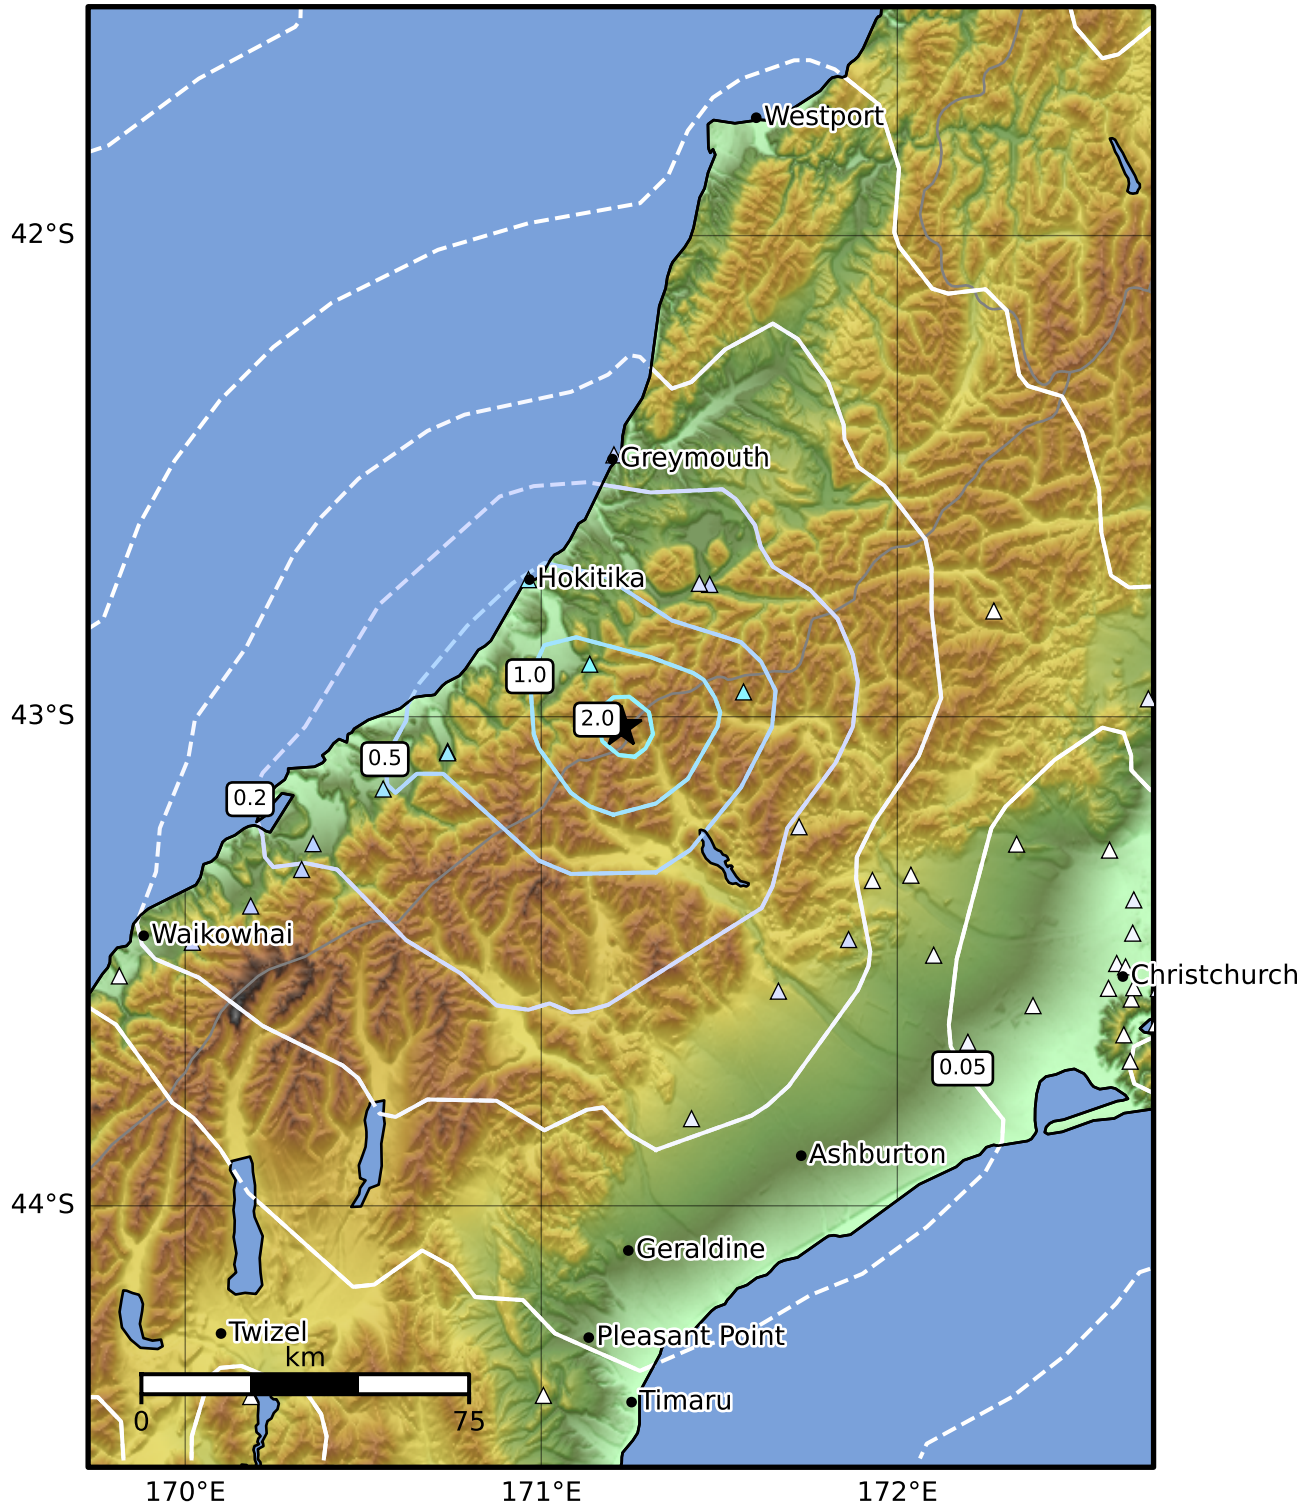 Westport
42°S
Greymouth
Hokitika
1.0
43°S
2.0
0.5
0.2
Waikowhai
Christchurch
0.05
Ashburton
44°S
Geraldine
Twizel
Pleasant Point
km
Timaru
0
75
170°E
171°E
172°E